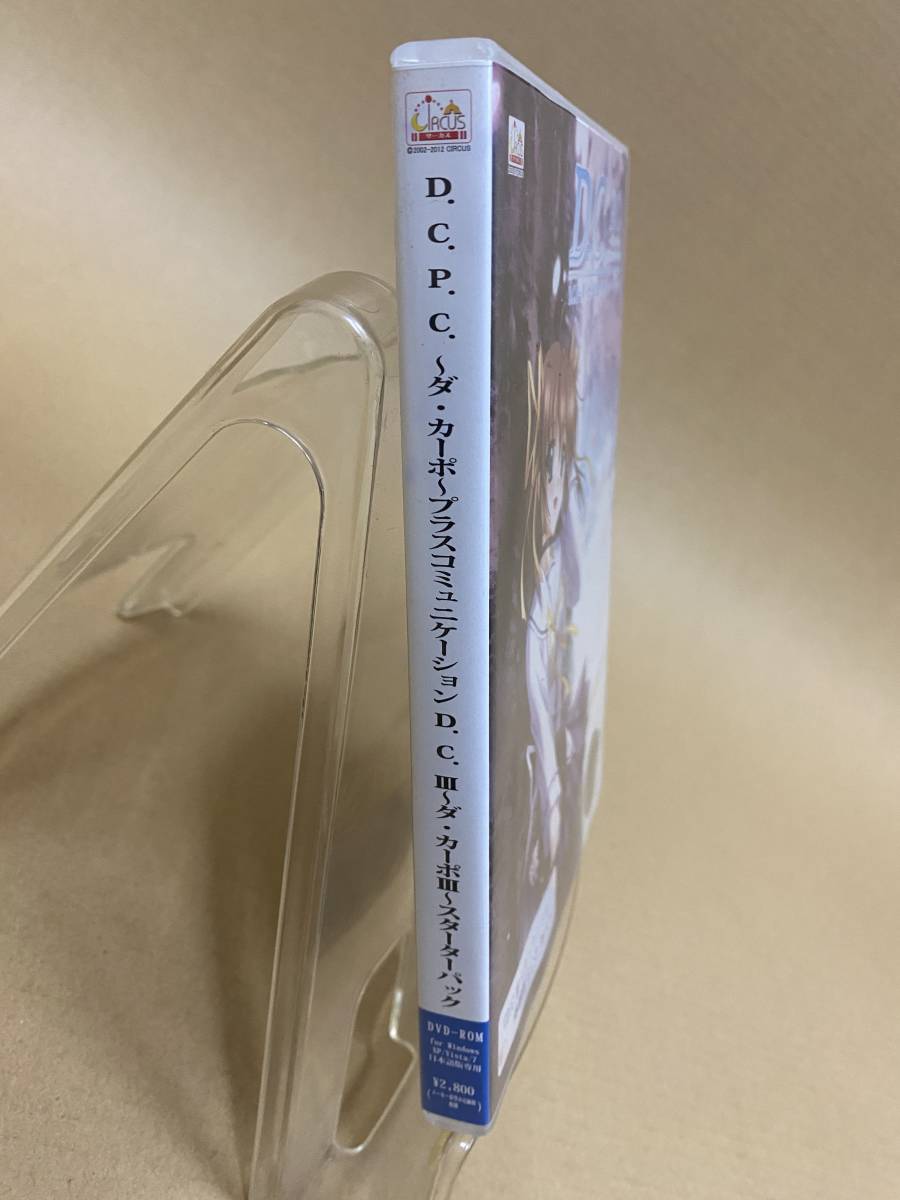 CIRCUS
サーカス
©2002-2012 CIRCUS
D.C.P.C.～ダ・カーポ～プラスコミュニケーション D.C.III～ダ・カーポIII～スターターパック
DVD-ROM
for Windows
XP/Vista/7
日本語版専用
¥2,800
CIRCUS
D.C.